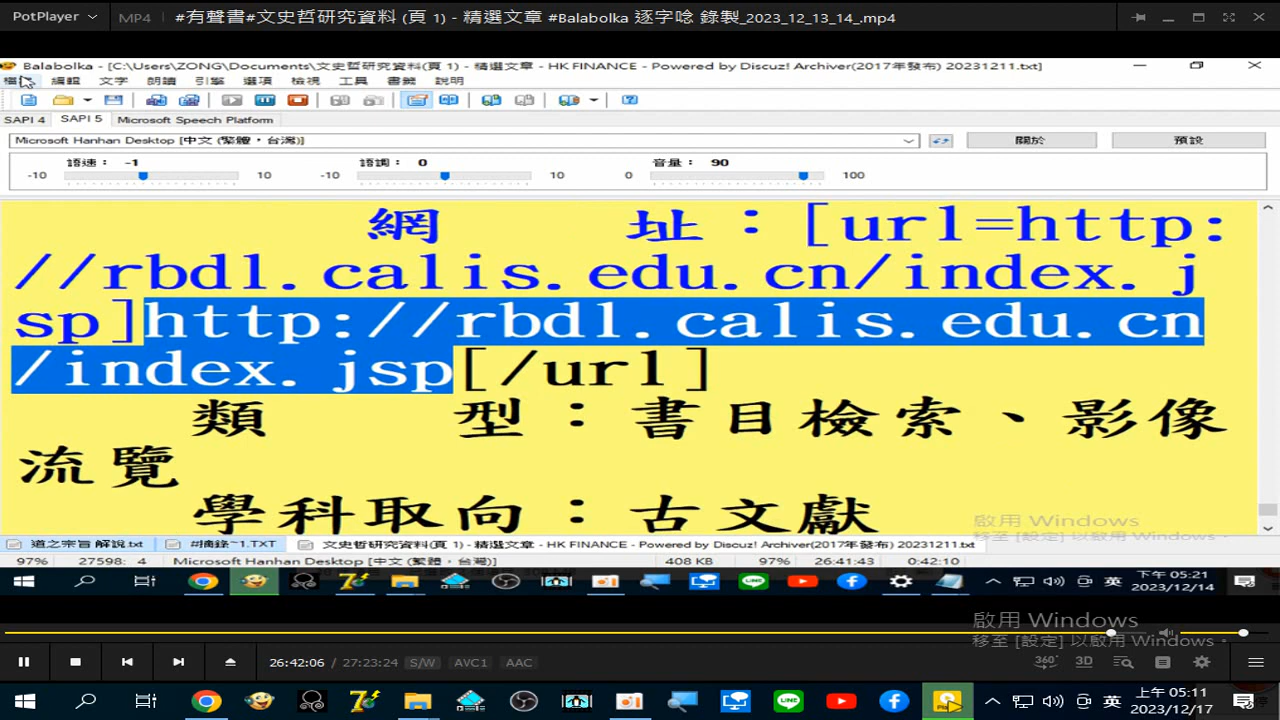 PotPlayer MP4 #有聲書#文史哲研究資料 (頁 1) - 精選文章 #Balabolka 逐字唸 錄製_2023_12_13_14_.mp4
Balabolka - [C:\Users\ZONG\Documents\文史哲研究資料(頁 1) - 精選文章 - HK FINANCE - Powered by Discuz! Archiver(2017年發布) 20231211.txt]
編輯 文字 朗讀 引擎 選項 檢視 工具 書籤 說明
SAPI 4 SAPI 5 Microsoft Speech Platform
Microsoft Hanhan Desktop [中文 (繁體，台灣)] 關於 預設
語速： -1 語調： 0 音量： 90
-10 10 -10 10 0 100
網 址：[url=http:
//rbdl.calis.edu.cn/index.j
sp]http://rbdl.calis.edu.cn
/index.jsp[/url]
類 型：書目檢索、影像
流覽
學科取向：古文獻
啟用 Windows
移至 [設定] 以啟用 Windows。
道之宗旨 解說.txt #摘錄~1.TXT 文史哲研究資料(頁 1) - 精選文章 - HK FINANCE - Powered by Discuz! Archiver(2017年發布) 20231211.txt
97% 27598: 4 Microsoft Hanhan Desktop [中文 (繁體，台灣)] 408 KB 97% 26:41:43 0:42:10
英 下午 05:21
2023/12/14
啟用 Windows
移至 [設定] 以啟用 Windows。
26:42:06 / 27:23:24 S/W AVC1 AAC 360° 3D
英 上午 05:11
2023/12/17